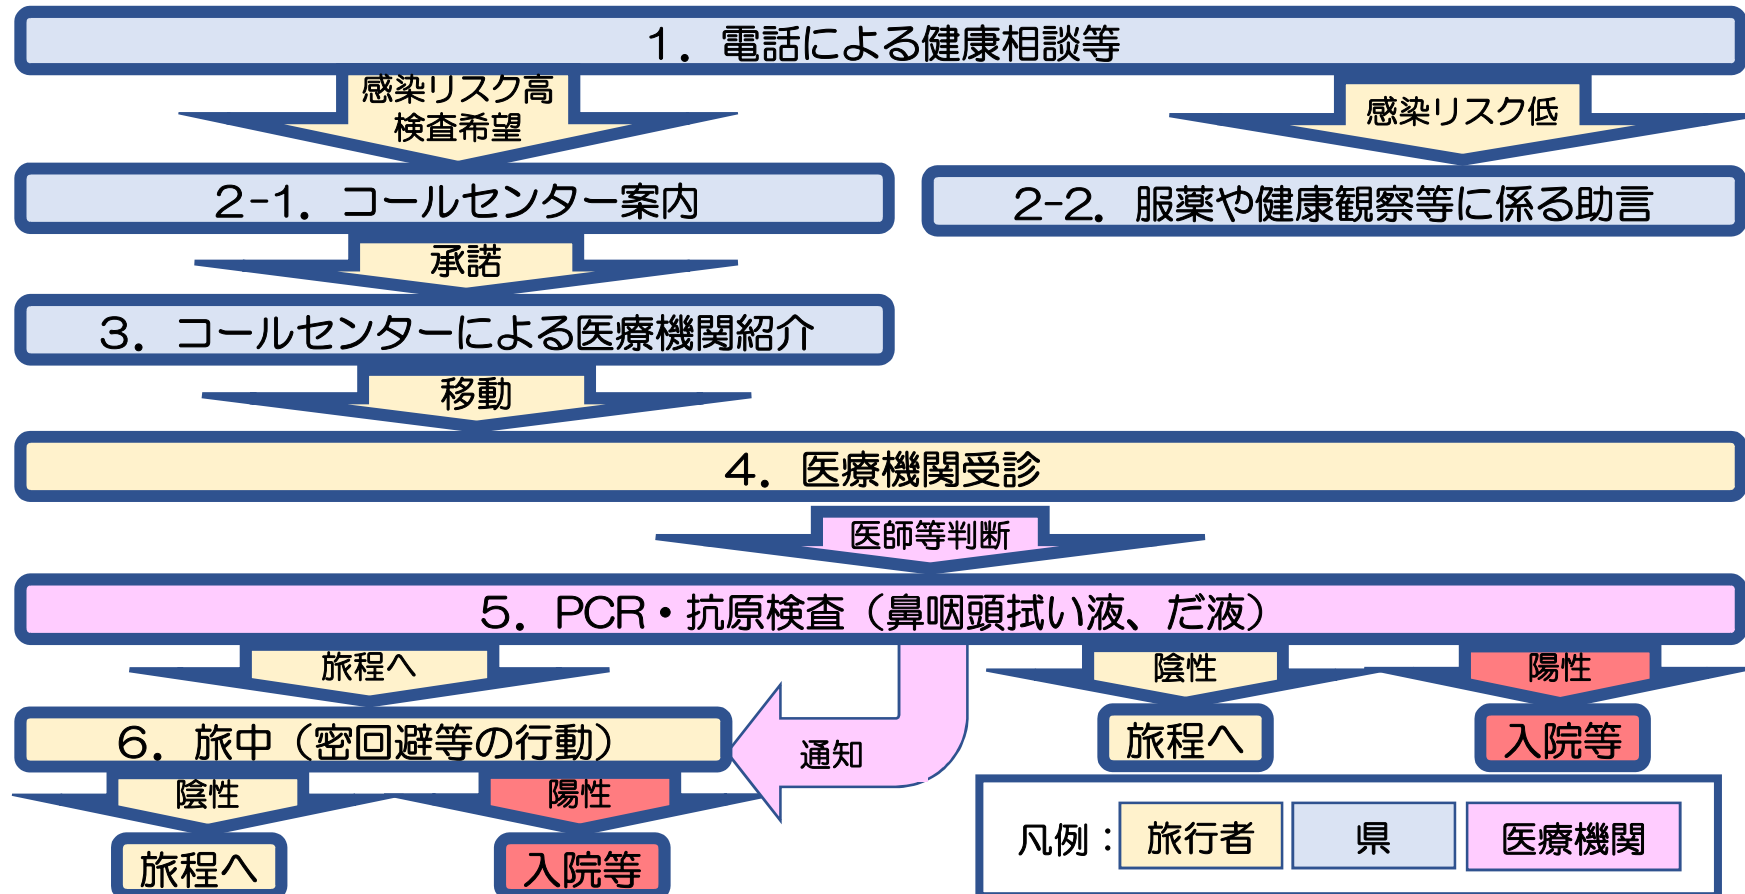 1．電話による健康相談等
感染リスク高
検査希望
感染リスク低
2-1．コールセンター案内
2-2．服薬や健康観察等に係る助言
承諾
3．コールセンターによる医療機関紹介
移動
4．医療機関受診
医師等判断
5．PCR・抗原検査（鼻咽頭拭い液、だ液）
旅程へ
陰性
陽性
6．旅中（密回避等の行動）
通知
旅程へ
入院等
陰性
陽性
旅程へ
入院等
凡例：
旅行者
県
医療機関